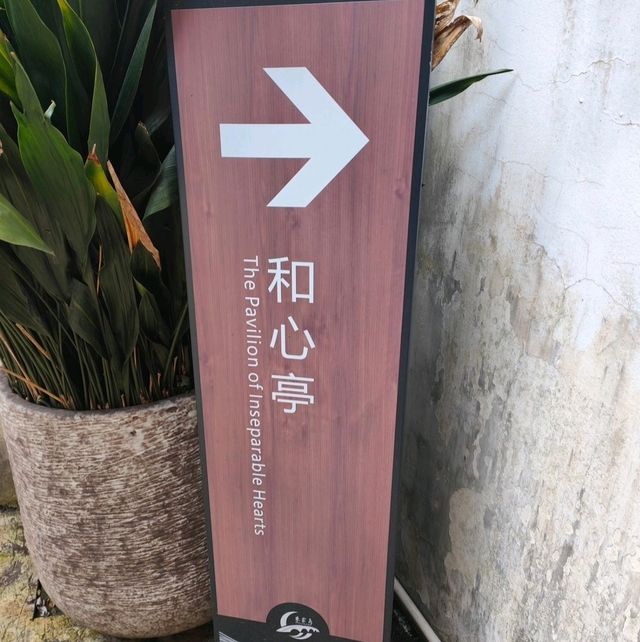 和心亭
The Pavilion of Inseparable Hearts